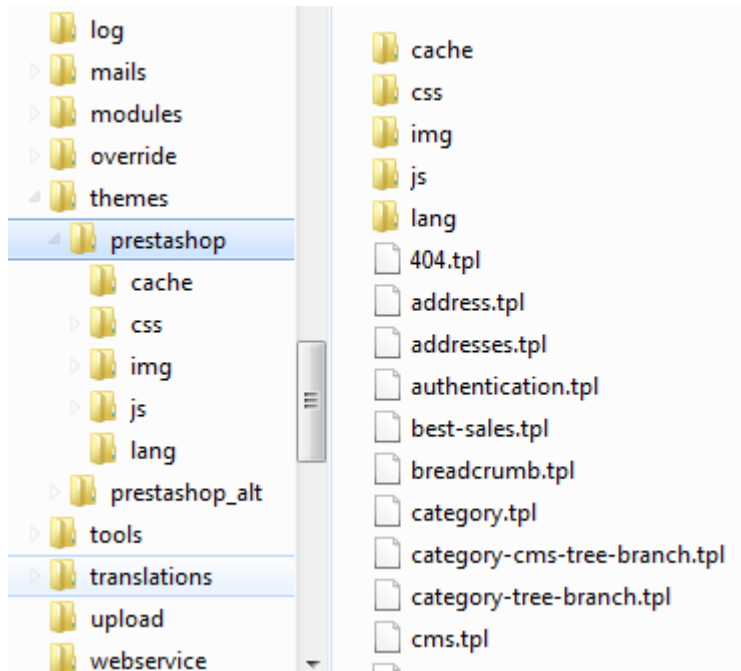 log
mails
modules
override
themes
prestashop
cache
css
img
js
lang
prestashop_alt
tools
translations
upload
webservice
cache
css
img
js
lang
404.tpl
address.tpl
addresses.tpl
authentication.tpl
best-sales.tpl
breadcrumb.tpl
category.tpl
category-cms-tree-branch.tpl
category-tree-branch.tpl
cms.tpl